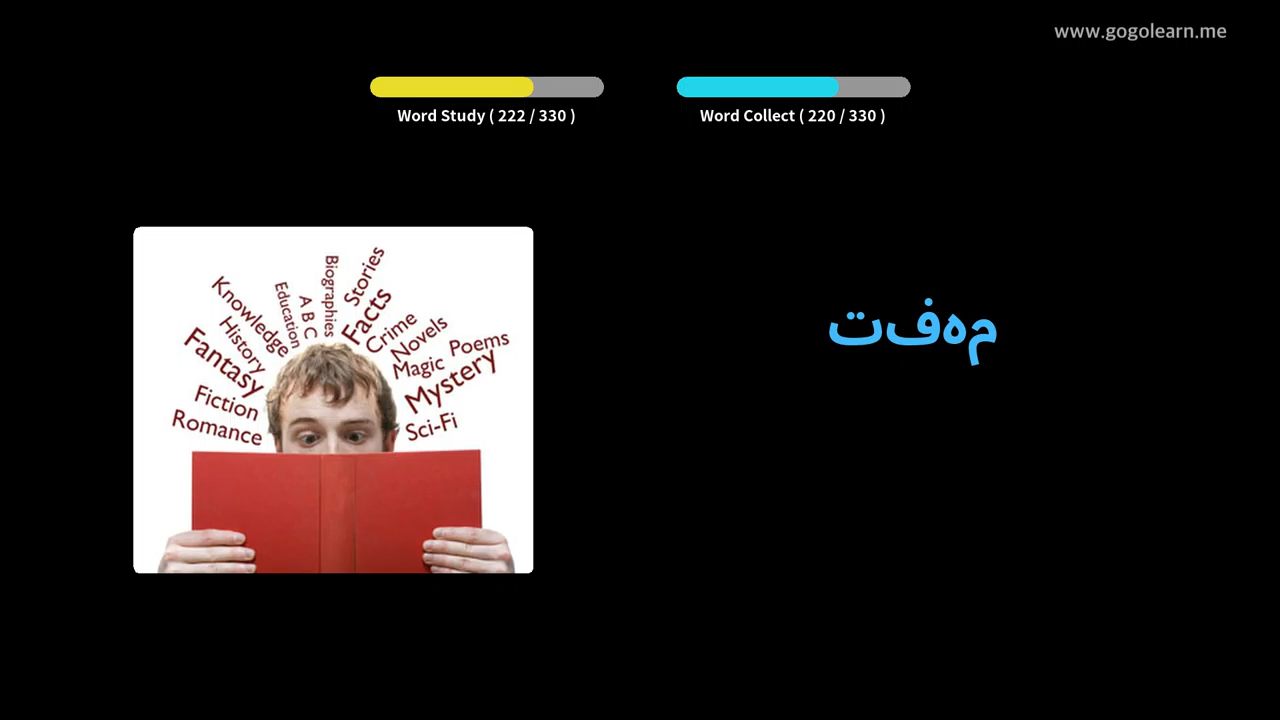 www.gogolearn.me
Word Study ( 222 / 330 )
Word Collect ( 220 / 330 )
Biographies
Stories
Education
A B C
Facts
Knowledge
Crime
History
Novels
Fantasy
Magic
Poems
Mystery
Fiction
Romance
Sci-Fi
مهفت